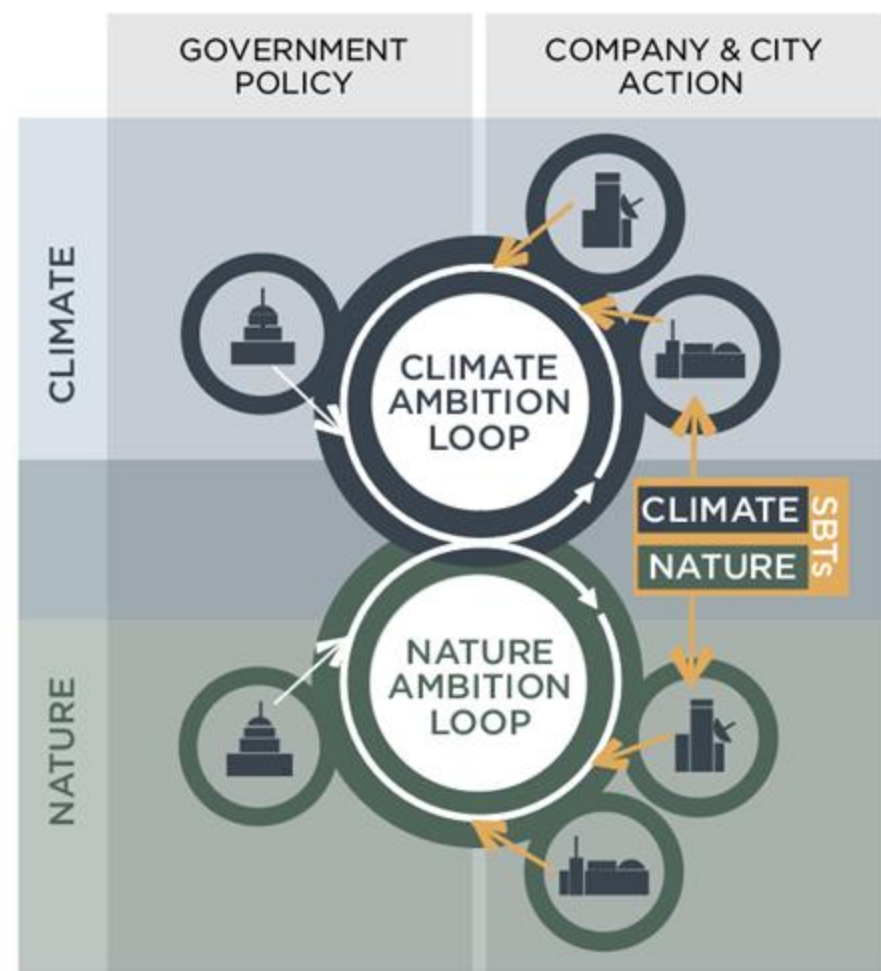 GOVERNMENT
POLICY
COMPANY & CITY
ACTION
CLIMATE
CLIMATE
AMBITION
LOOP
CLIMATE
NATURE
SBTs
NATURE
NATURE
AMBITION
LOOP